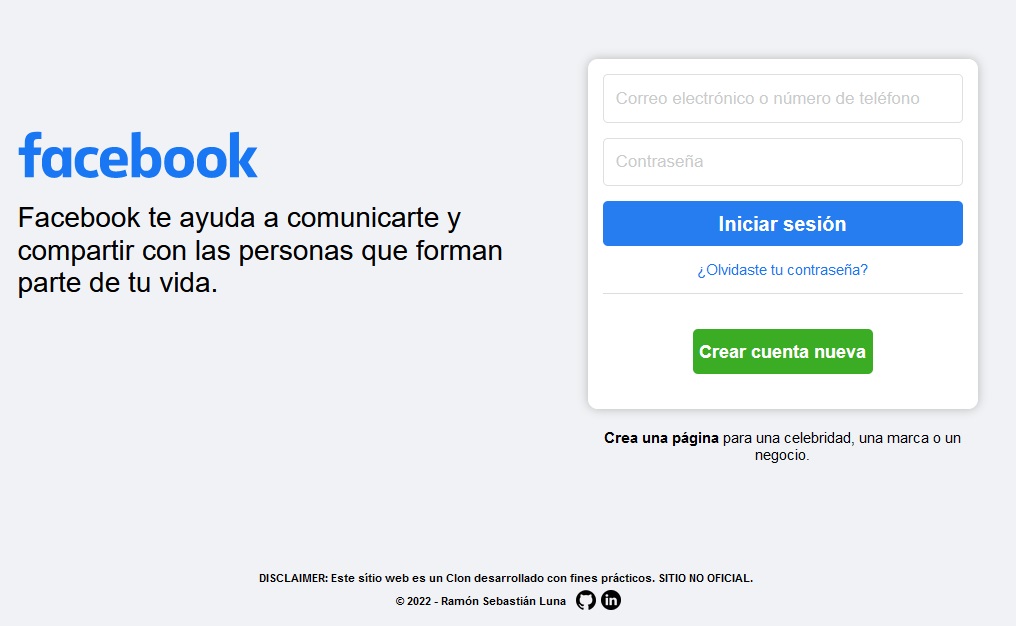 facebook
Facebook te ayuda a comunicarte y
compartir con las personas que forman
parte de tu vida.
Correo electrónico o número de teléfono
Contraseña
Iniciar sesión
¿Olvidaste tu contraseña?
Crear cuenta nueva
Crea una página para una celebridad, una marca o un
negocio.
DISCLAIMER: Este sítio web es un Clon desarrollado con fines prácticos. SITIO NO OFICIAL.
© 2022 - Ramón Sebastián Luna in